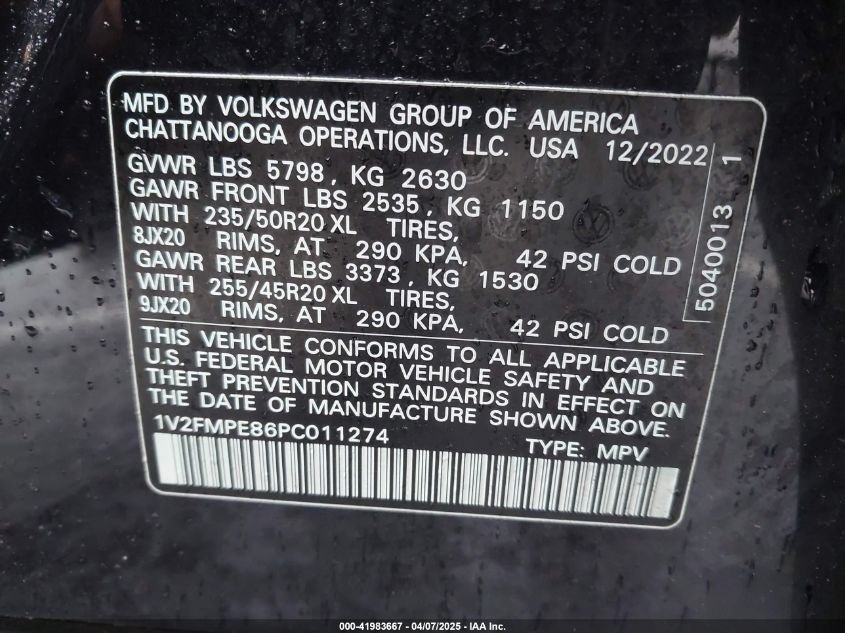 MFD BY VOLKSWAGEN GROUP OF AMERICA
CHATTANOOGA OPERATIONS, LLC. USA 12/2022
GVWR LBS 5798, KG 2630
GAWR FRONT LBS 2535, KG 1150
WITH 235/50R20 XL TIRES,
8JX20 RIMS, AT 290 KPA, 42 PSI COLD
GAWR REAR LBS 3373, KG 1530
WITH 255/45R20 XL TIRES,
9JX20 RIMS, AT 290 KPA, 42 PSI COLD
5040013 1
THIS VEHICLE CONFORMS TO ALL APPLICABLE
U.S. FEDERAL MOTOR VEHICLE SAFETY AND
THEFT PREVENTION STANDARDS IN EFFECT ON
THE DATE OF MANUFACTURE SHOWN ABOVE.
1V2FMPE86PC011274 TYPE: MPV
000-41983667 - 04/07/2025 - IAA Inc.